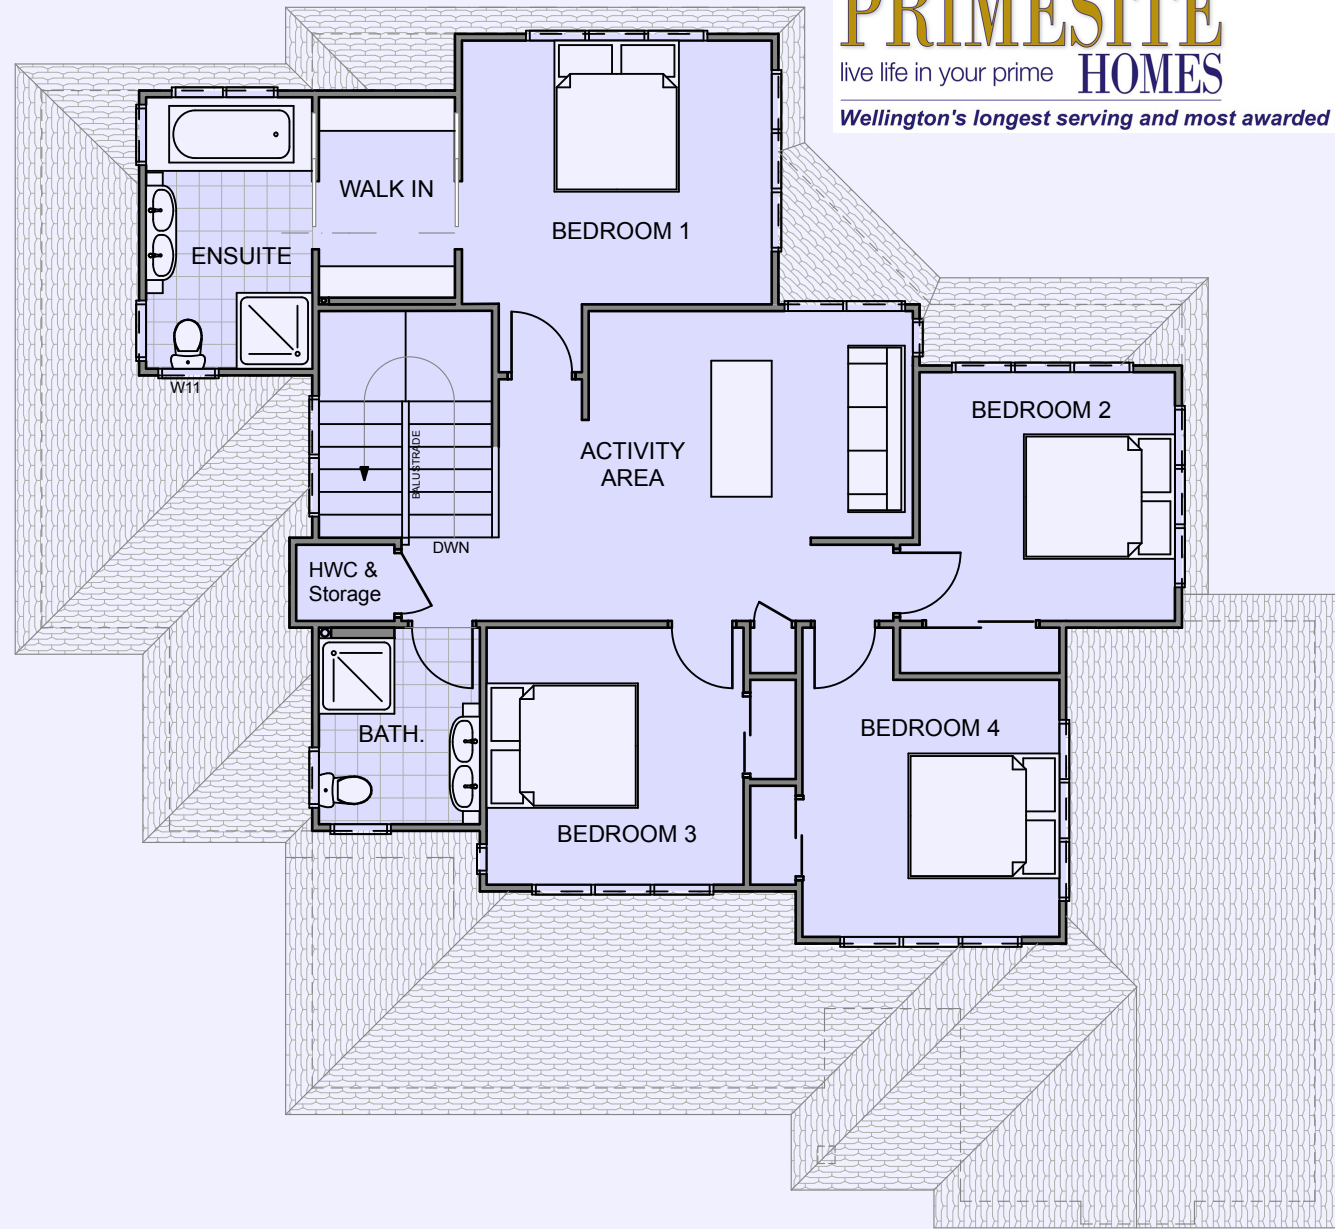 PRIMESITE
live life in your prime HOMES
Wellington's longest serving and most awarded
WALK IN
BEDROOM 1
ENSUITE
W11
BEDROOM 2
ACTIVITY
AREA
BALUSTRADE
DWN
HWC &
Storage
BATH.
BEDROOM 4
BEDROOM 3